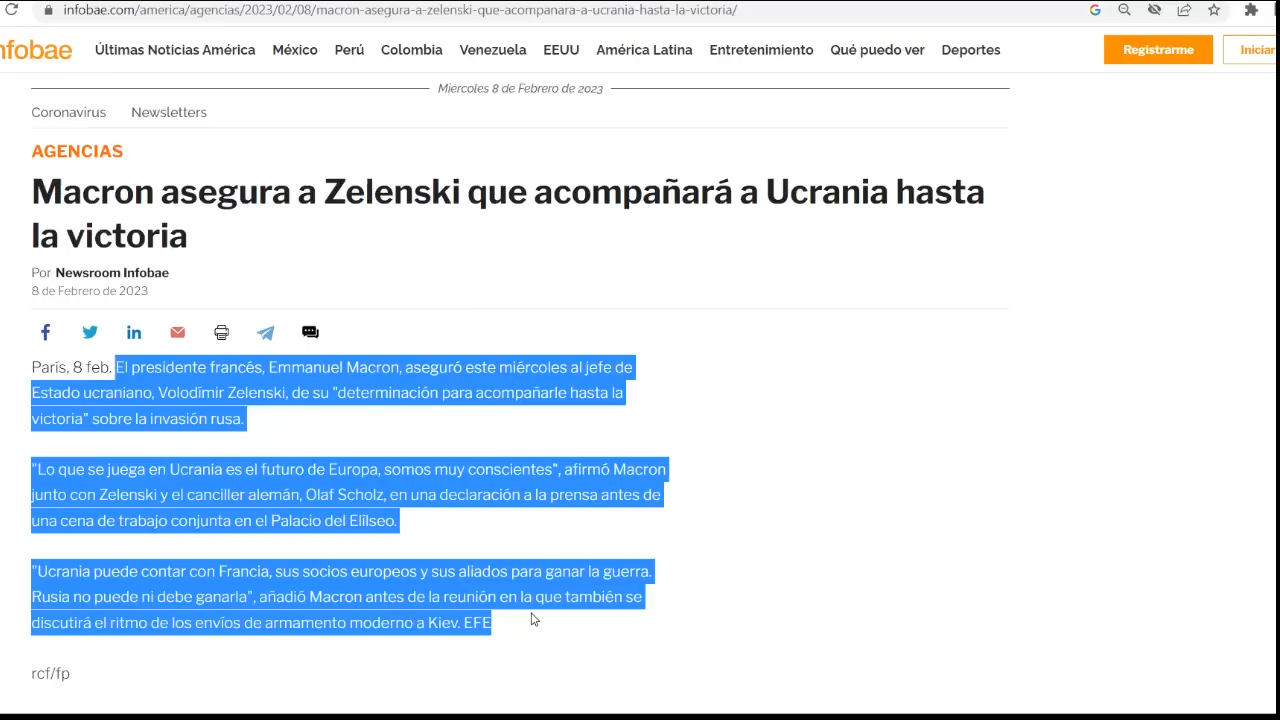 infobae.com/america/agencias/2023/02/08/macron-asegura-a-zelenski-que-acompanara-a-ucrania-hasta-la-victoria/
nfobae Últimas Noticias América México Perú Colombia Venezuela EEUU América Latina Entretenimiento Qué puedo ver Deportes Registrarme Iniciar
Miércoles 8 de Febrero de 2023
Coronavirus Newsletters
AGENCIAS
Macron asegura a Zelenski que acompañará a Ucrania hasta
la victoria
Por Newsroom Infobae
8 de Febrero de 2023
París, 8 feb. El presidente francés, Emmanuel Macron, aseguró este miércoles al jefe de
Estado ucraniano, Volodímir Zelenski, de su "determinación para acompañarle hasta la
victoria" sobre la invasión rusa.
"Lo que se juega en Ucrania es el futuro de Europa, somos muy conscientes", afirmó Macron
junto con Zelenski y el canciller alemán, Olaf Scholz, en una declaración a la prensa antes de
una cena de trabajo conjunta en el Palacio del Elílseo.
"Ucrania puede contar con Francia, sus socios europeos y sus aliados para ganar la guerra.
Rusia no puede ni debe ganarla", añadió Macron antes de la reunión en la que también se
discutirá el ritmo de los envíos de armamento moderno a Kiev. EFE
rcf/fp